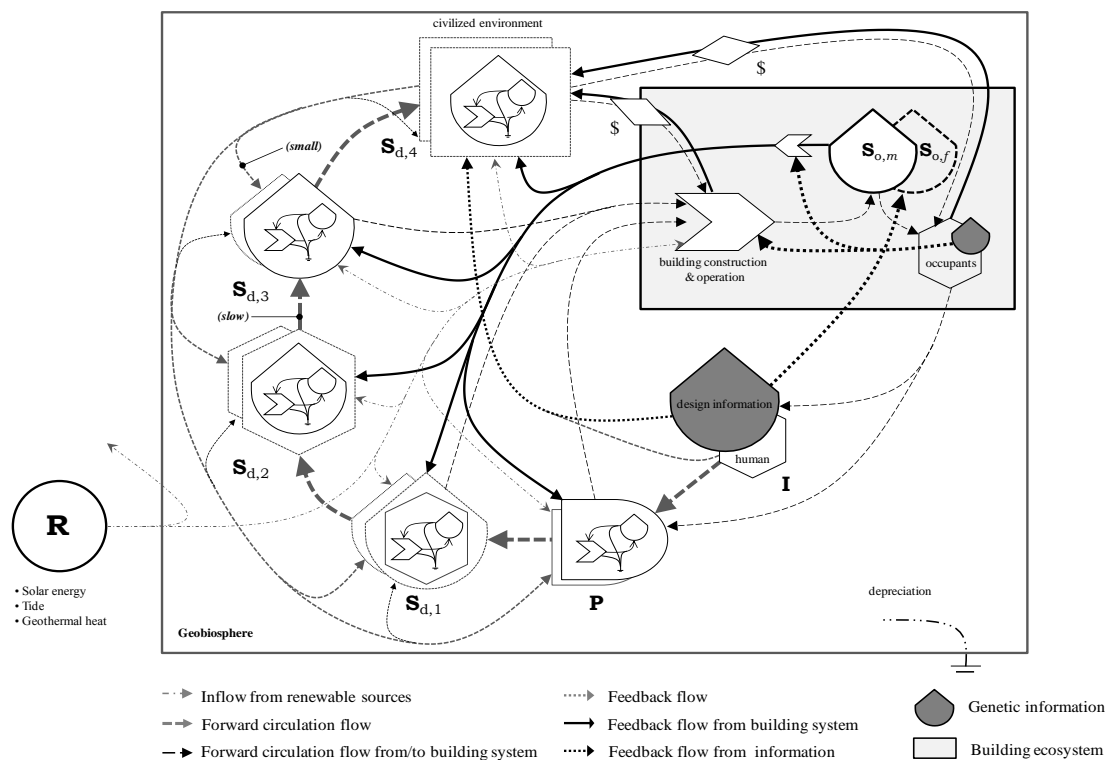 civilized environment
$
$
S_d,4
S_o,m
S_o,f
(small)
building construction
& operation
occupants
S_d,3
(slow)
design information
human
S_d,2
I
R
• Solar energy
• Tide
• Geothermal heat
S_d,1
P
depreciation
Geobiosphere
Inflow from renewable sources
Forward circulation flow
Forward circulation flow from/to building system
Feedback flow
Feedback flow from building system
Feedback flow from information
Genetic information
Building ecosystem